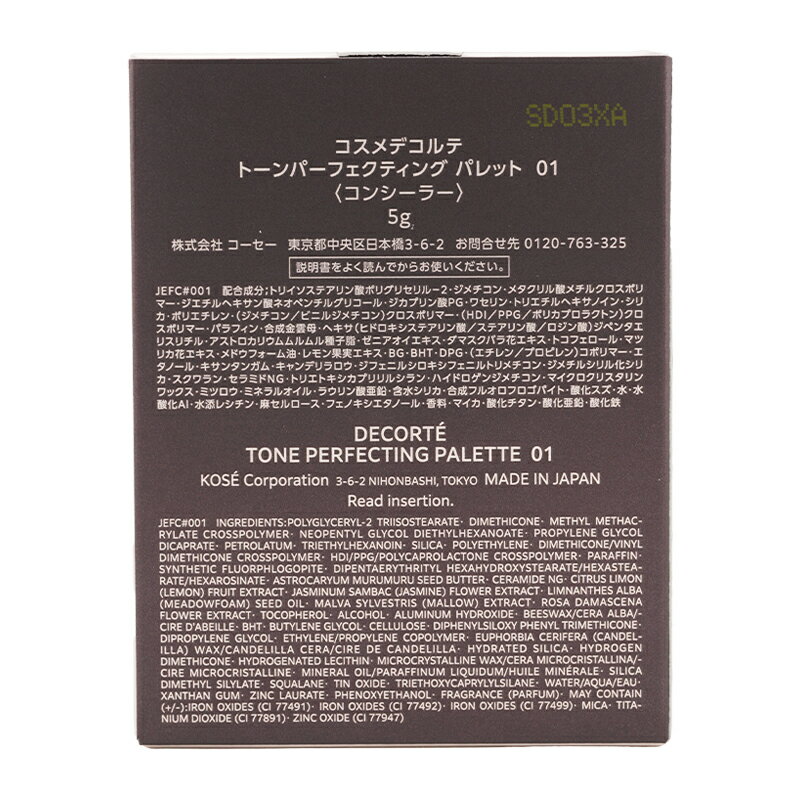 SD03XA
コスメデコルテ
トーンパーフェクティング パレット 01
〈コンシーラー〉
5g
株式会社 コーセー 東京都中央区日本橋3-6-2 お問合せ先 0120-763-325
説明書をよく読んでからお使いください。
JEFC#001 配合成分;トリイソステアリン酸ポリグリセリル-2・ジメチコン・メタクリル酸メチルクロスポリ
マー・ジエチルヘキサン酸ネオペンチルグリコール・ジカプリン酸PG・ワセリン・トリエチルヘキサノイン・シリ
カ・ポリエチレン・(ジメチコン/ビニルジメチコン)クロスポリマー・(HDI/PPG/ポリカプロラクトン)ク
ロスポリマー・パラフィン・合成金雲母・ヘキサ(ヒドロキシステアリン酸/ステアリン酸/ロジン酸)ジペンタエ
リスリチル・アストロカリウムムルムル種子脂・ゼニアオイエキス・ダマスクバラ花エキス・トコフェロール・マツ
リカ花エキス・メドウフォーム油・レモン果実エキス・BG・BHT・DPG・(エチレン/プロピレン)コポリマー・エ
タノール・キサンタンガム・キャンデリラロウ・ジフェニルシロキシフェニルトリメチコン・ジメチルシリル化シリ
カ・スクワラン・セラミドNG・トリエトキシカプリリルシラン・ハイドロゲンジメチコン・マイクロクリスタリン
ワックス・ミツロウ・ミネラルオイル・ラウリン酸亜鉛・含水シリカ・合成フルオロフロゴパイト・酸化スズ・水・水
酸化Al・水添レシチン・麻セルロース・フェノキシエタノール・香料・マイカ・酸化チタン・酸化亜鉛・酸化鉄
DECORTÉ
TONE PERFECTING PALETTE 01
KOSÉ Corporation 3-6-2 NIHONBASHI, TOKYO MADE IN JAPAN
Read insertion.
JEFC#001 INGREDIENTS:POLYGLYCERYL-2 TRIISOSTEARATE· DIMETHICONE· METHYL METHAC-
RYLATE CROSSPOLYMER· NEOPENTYL GLYCOL DIETHYLHEXANOATE· PROPYLENE GLYCOL
DICAPRATE· PETROLATUM· TRIETHYLHEXANOIN· SILICA· POLYETHYLENE· DIMETHICONE/VINYL
DIMETHICONE CROSSPOLYMER· HDI/PPG/POLYCAPROLACTONE CROSSPOLYMER· PARAFFIN·
SYNTHETIC FLUORPHLOGOPITE· DIPENTAERYTHRITYL HEXAHYDROXYSTEARATE/HEXASTEA-
RATE/HEXAROSINATE· ASTROCARYUM MURUMURU SEED BUTTER· CERAMIDE NG· CITRUS LIMON
(LEMON) FRUIT EXTRACT· JASMINUM SAMBAC (JASMINE) FLOWER EXTRACT· LIMNANTHES ALBA
(MEADOWFOAM) SEED OIL· MALVA SYLVESTRIS (MALLOW) EXTRACT· ROSA DAMASCENA
FLOWER EXTRACT· TOCOPHEROL· ALCOHOL· ALUMINUM HYDROXIDE· BEESWAX/CERA ALBA/
CIRE D'ABEILLE· BHT· BUTYLENE GLYCOL· CELLULOSE· DIPHENYLSILOXY PHENYL TRIMETHICONE·
DIPROPYLENE GLYCOL· ETHYLENE/PROPYLENE COPOLYMER· EUPHORBIA CERIFERA (CANDEL-
ILLA) WAX/CANDELILLA CERA/CIRE DE CANDELILLA· HYDRATED SILICA· HYDROGEN
DIMETHICONE· HYDROGENATED LECITHIN· MICROCRYSTALLINE WAX/CERA MICROCRISTALLINA/
CIRE MICROCRISTALLINE· MINERAL OIL/PARAFFINUM LIQUIDUM/HUILE MINÉRALE· SILICA
DIMETHYL SILYLATE· SQUALANE· TIN OXIDE· TRIETHOXYCAPRYLYLSILANE· WATER/AQUA/EAU·
XANTHAN GUM· ZINC LAURATE· PHENOXYETHANOL· FRAGRANCE (PARFUM)· MAY CONTAIN
(+/-):IRON OXIDES (CI 77491)· IRON OXIDES (CI 77492)· IRON OXIDES (CI 77499)· MICA· TITA-
NIUM DIOXIDE (CI 77891)· ZINC OXIDE (CI 77947)